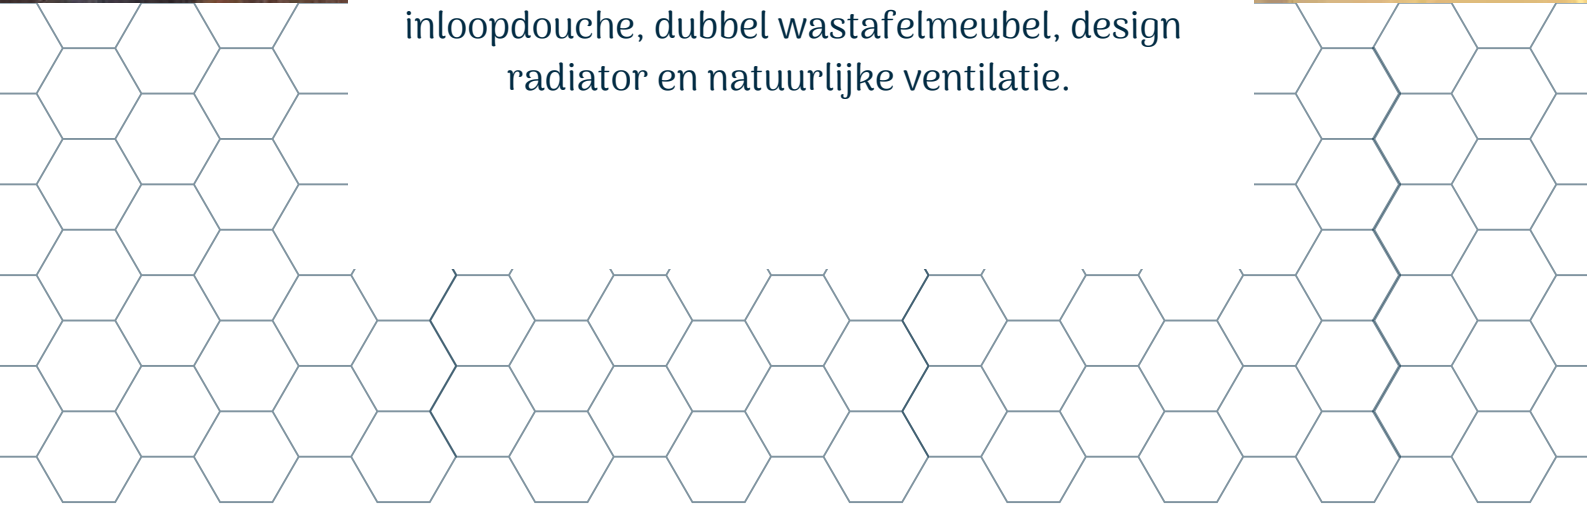 inloopdouche, dubbel wastafelmeubel, design
radiator en natuurlijke ventilatie.